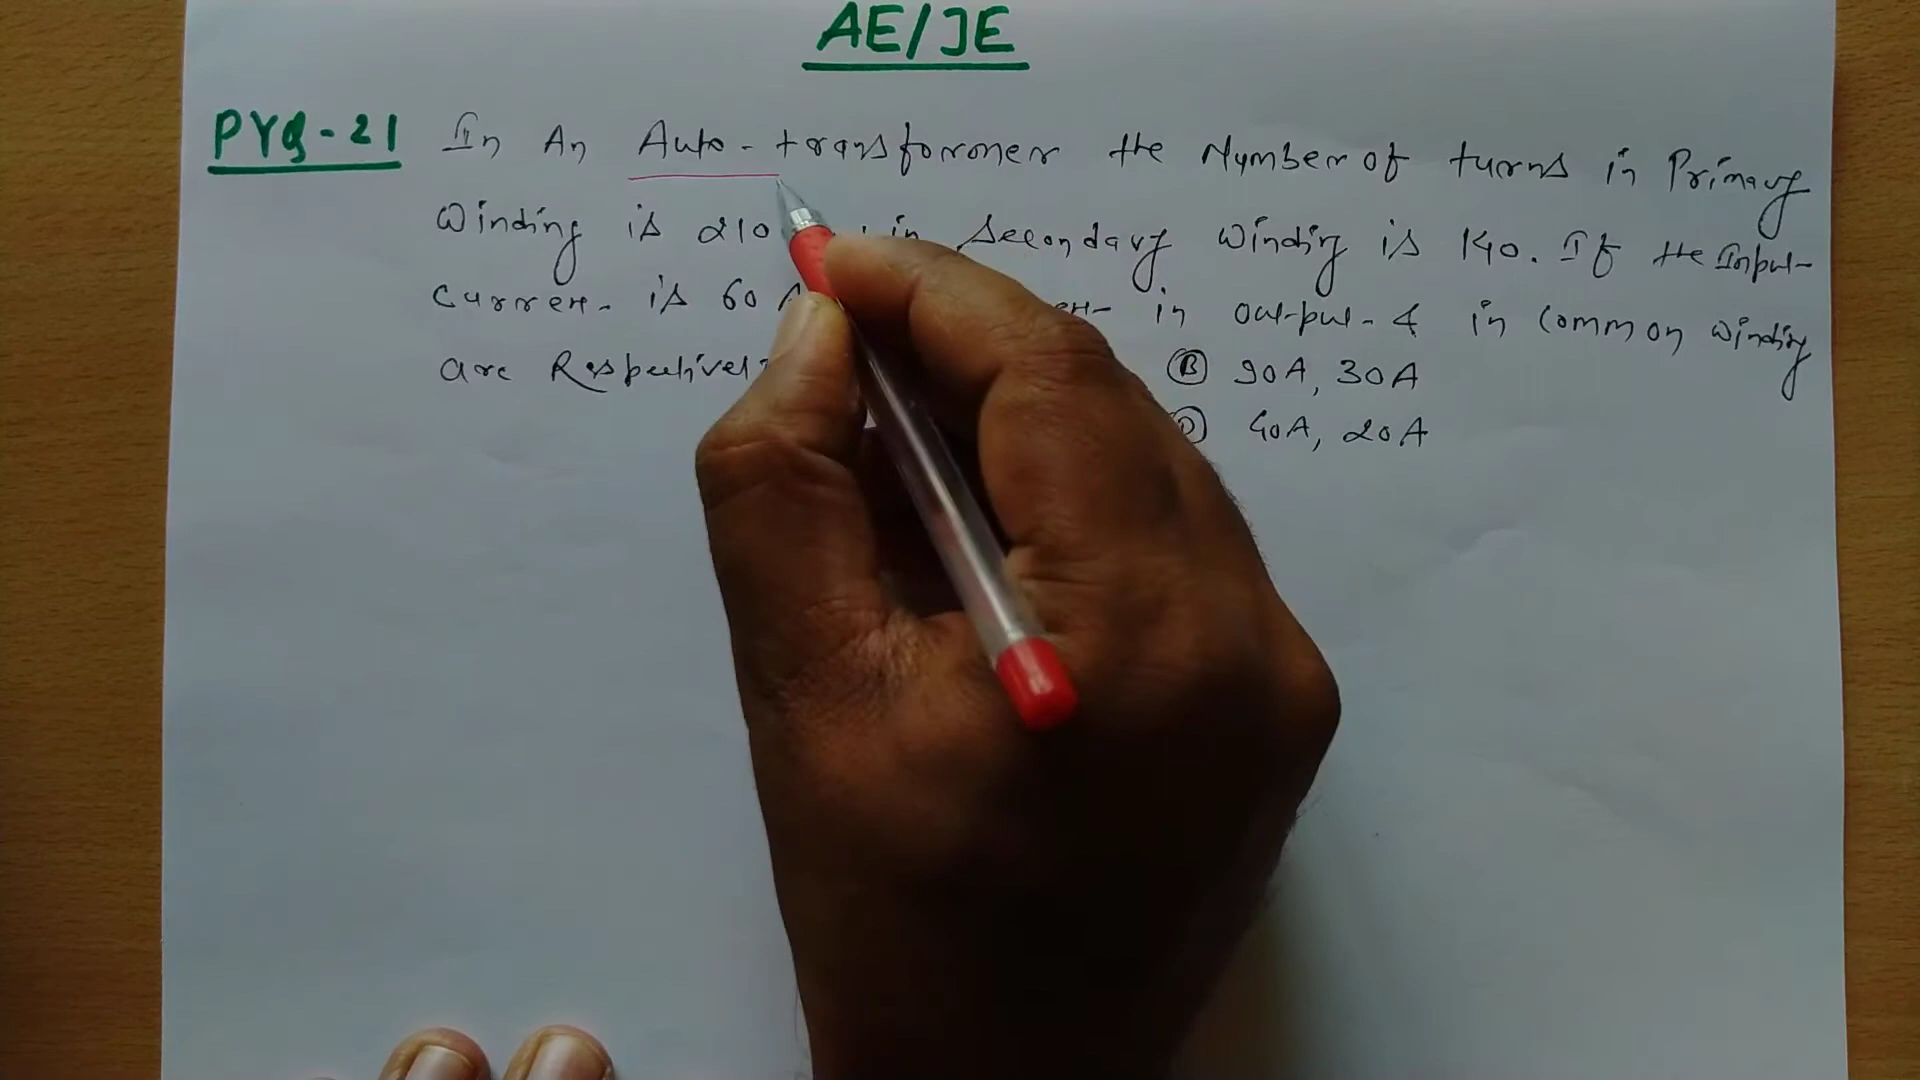 AE/JE
PYQ-21 In An Auto-transformer the Number of turns in Primary
Winding is 210 in Secondary Winding is 140. If the Input
Current is 60 A in output & in Common winding
are Respectively
Ⓑ 90A, 30A
Ⓓ 40A, 20A